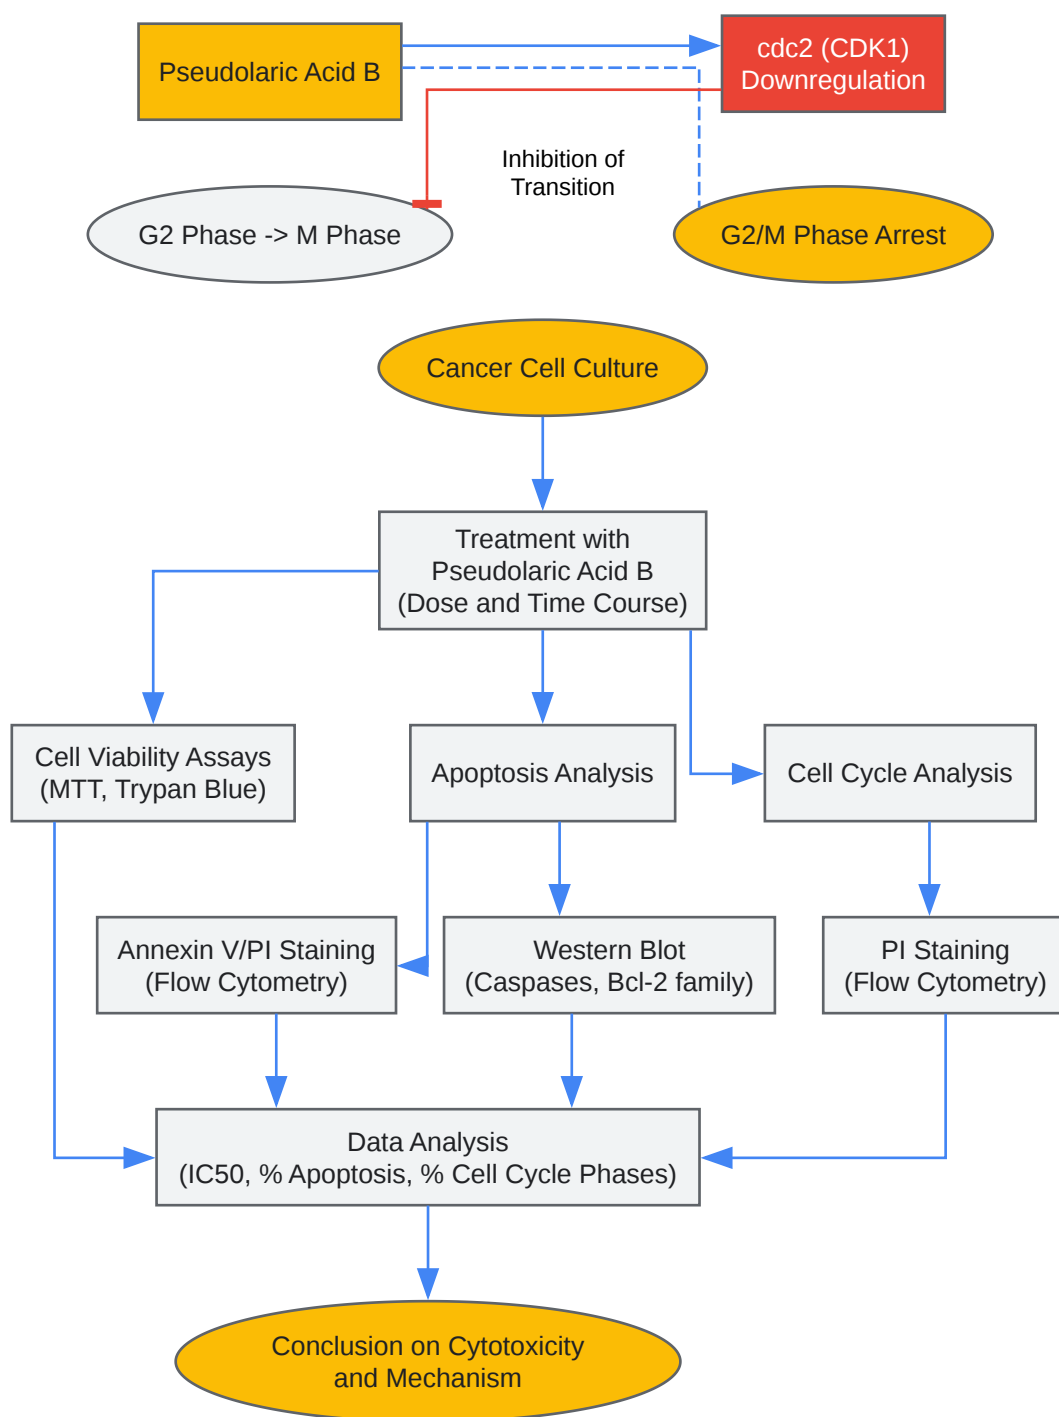 Pseudolaric Acid B
cdc2 (CDK1)
Downregulation
Inhibition of
Transition
G2 Phase -> M Phase
G2/M Phase Arrest
Cancer Cell Culture
Treatment with
Pseudolaric Acid B
(Dose and Time Course)
Cell Viability Assays
(MTT, Trypan Blue)
Apoptosis Analysis
Cell Cycle Analysis
Annexin V/PI Staining
(Flow Cytometry)
Western Blot
(Caspases, Bcl-2 family)
PI Staining
(Flow Cytometry)
Data Analysis
(IC50, % Apoptosis, % Cell Cycle Phases)
Conclusion on Cytotoxicity
and Mechanism